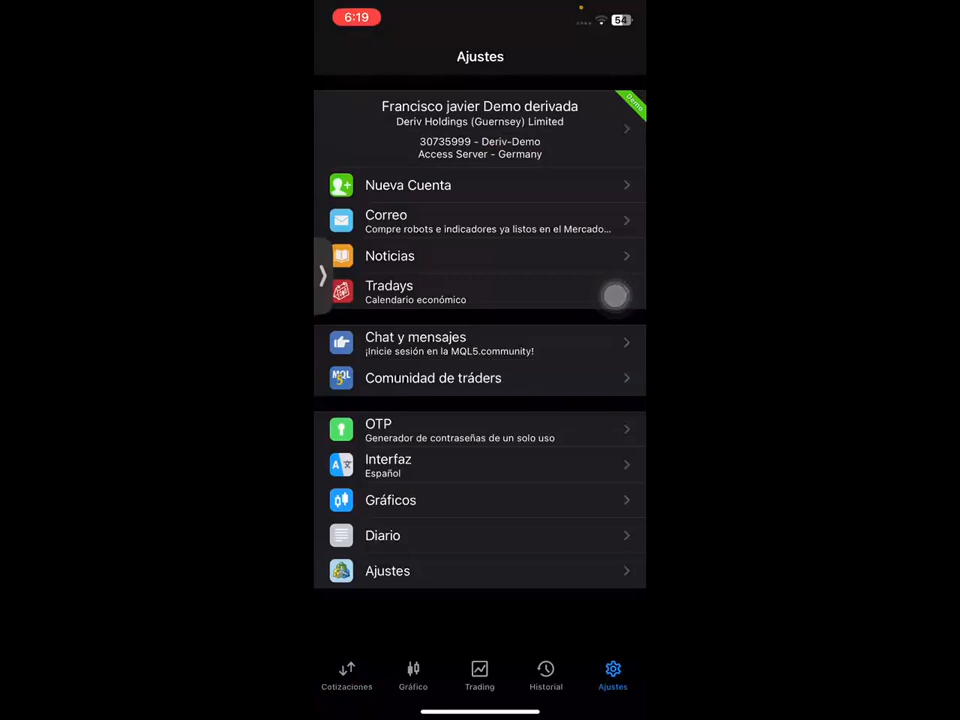 6:19
54
Ajustes
Demo
Francisco javier Demo derivada
Deriv Holdings (Guernsey) Limited
30735999 - Deriv-Demo
Access Server - Germany
Nueva Cuenta
Correo
Compre robots e indicadores ya listos en el Mercado...
Noticias
Tradays
Calendario económico
Chat y mensajes
¡Inicie sesión en la MQL5.community!
MQL
5
Comunidad de tráders
OTP
Generador de contraseñas de un solo uso
A 文
Interfaz
Español
Gráficos
Diario
Ajustes
Cotizaciones
Gráfico
Trading
Historial
Ajustes